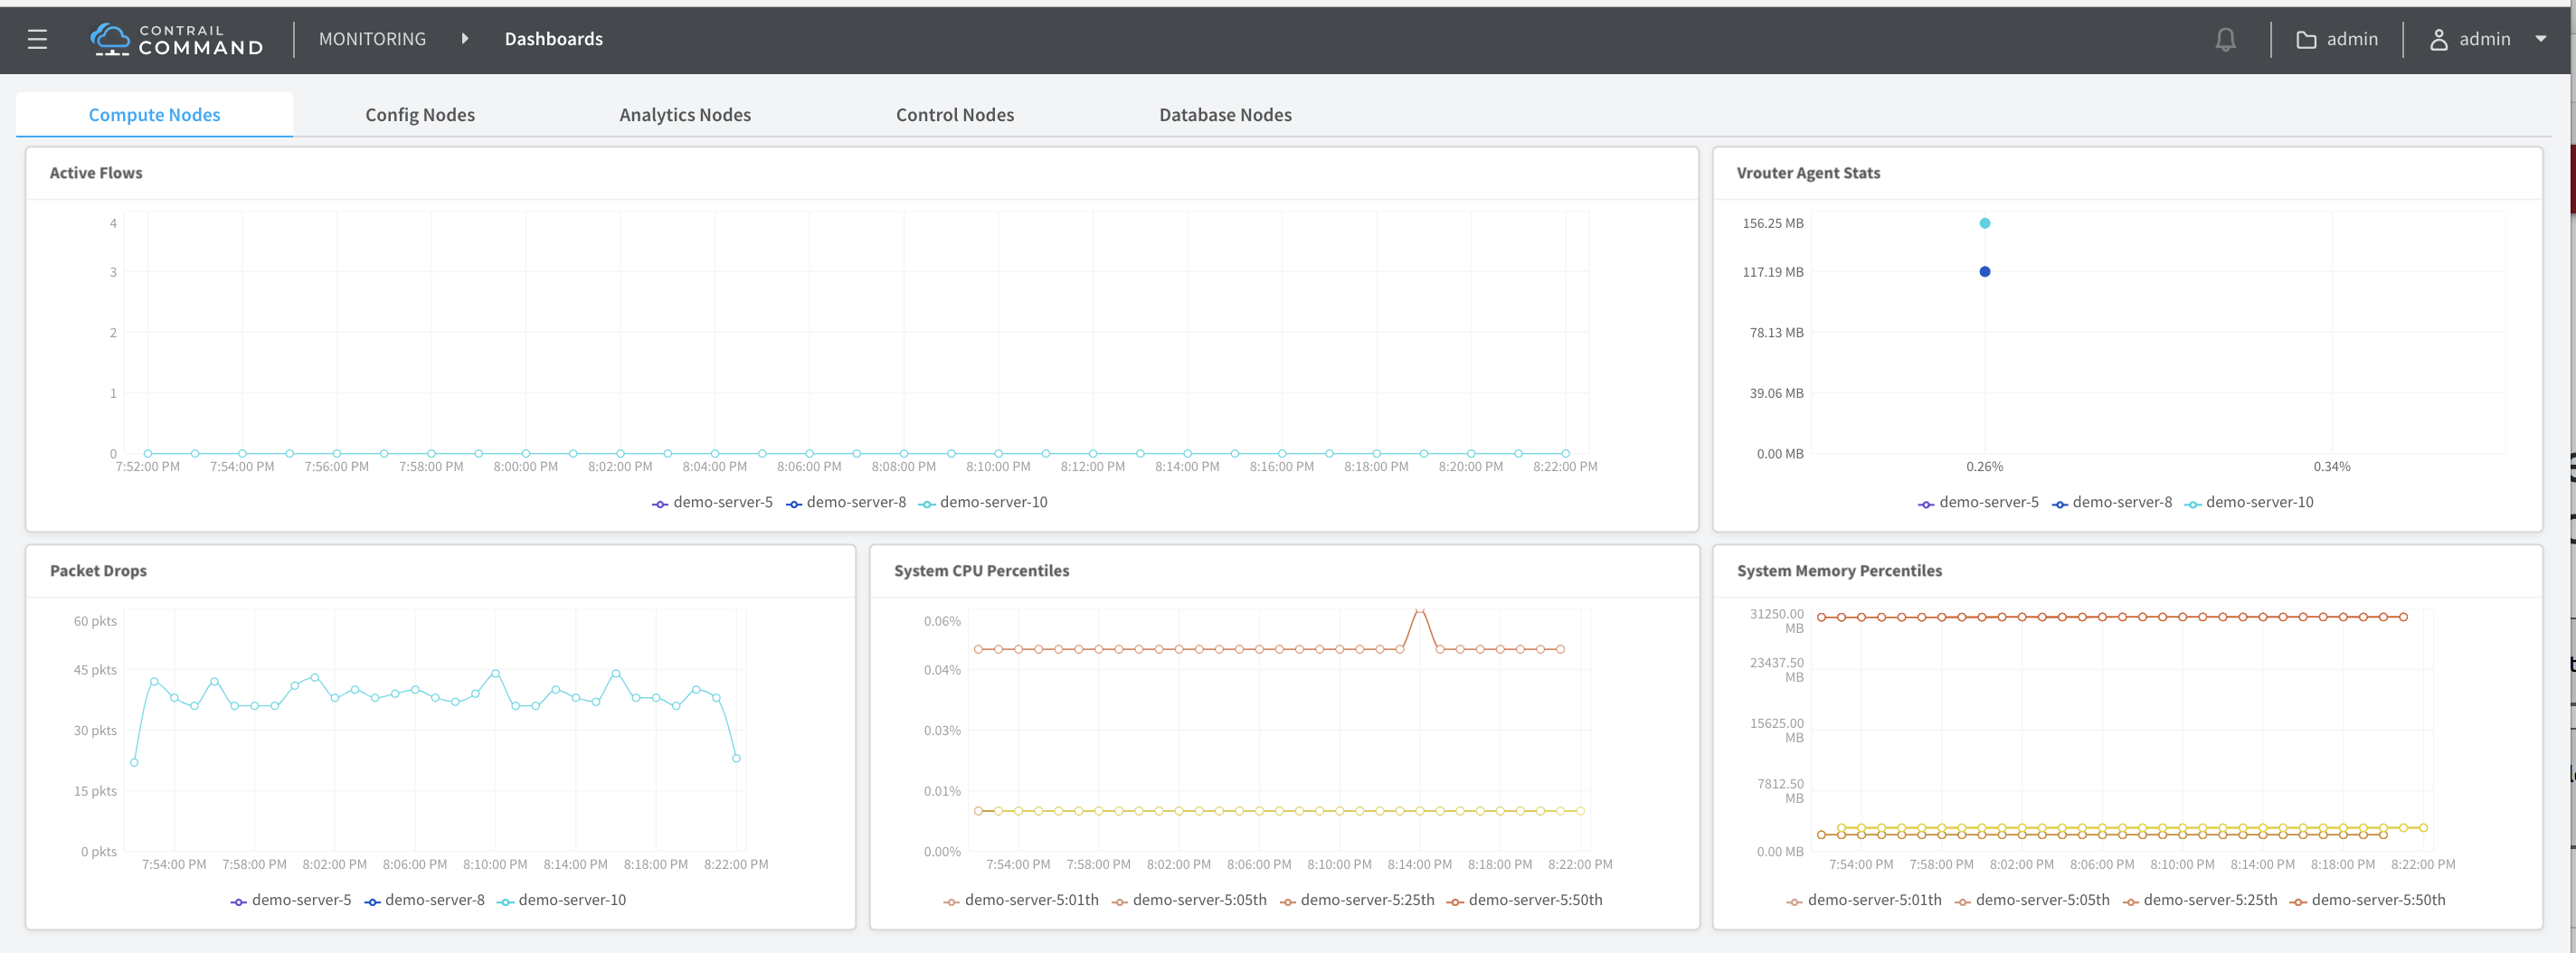 CONTRAIL
COMMAND
MONITORING
Dashboards
admin
admin
Compute Nodes
Config Nodes
Analytics Nodes
Control Nodes
Database Nodes
Active Flows
4
3
2
1
0
7:52:00 PM 7:54:00 PM 7:56:00 PM 7:58:00 PM 8:00:00 PM 8:02:00 PM 8:04:00 PM 8:06:00 PM 8:08:00 PM 8:10:00 PM 8:12:00 PM 8:14:00 PM 8:16:00 PM 8:18:00 PM 8:20:00 PM 8:22:00 PM
demo-server-5 demo-server-8 demo-server-10
Vrouter Agent Stats
156.25 MB
117.19 MB
78.13 MB
39.06 MB
0.00 MB
0.26% 0.34%
demo-server-5 demo-server-8 demo-server-10
Packet Drops
60 pkts
45 pkts
30 pkts
15 pkts
0 pkts
7:54:00 PM 7:58:00 PM 8:02:00 PM 8:06:00 PM 8:10:00 PM 8:14:00 PM 8:18:00 PM 8:22:00 PM
demo-server-5 demo-server-8 demo-server-10
System CPU Percentiles
0.06%
0.04%
0.03%
0.01%
0.00%
7:54:00 PM 7:58:00 PM 8:02:00 PM 8:06:00 PM 8:10:00 PM 8:14:00 PM 8:18:00 PM 8:22:00 PM
demo-server-5:01th demo-server-5:05th demo-server-5:25th demo-server-5:50th
System Memory Percentiles
31250.00
MB
23437.50
MB
15625.00
MB
7812.50
MB
0.00 MB
7:54:00 PM 7:58:00 PM 8:02:00 PM 8:06:00 PM 8:10:00 PM 8:14:00 PM 8:18:00 PM 8:22:00 PM
demo-server-5:01th demo-server-5:05th demo-server-5:25th demo-server-5:50th